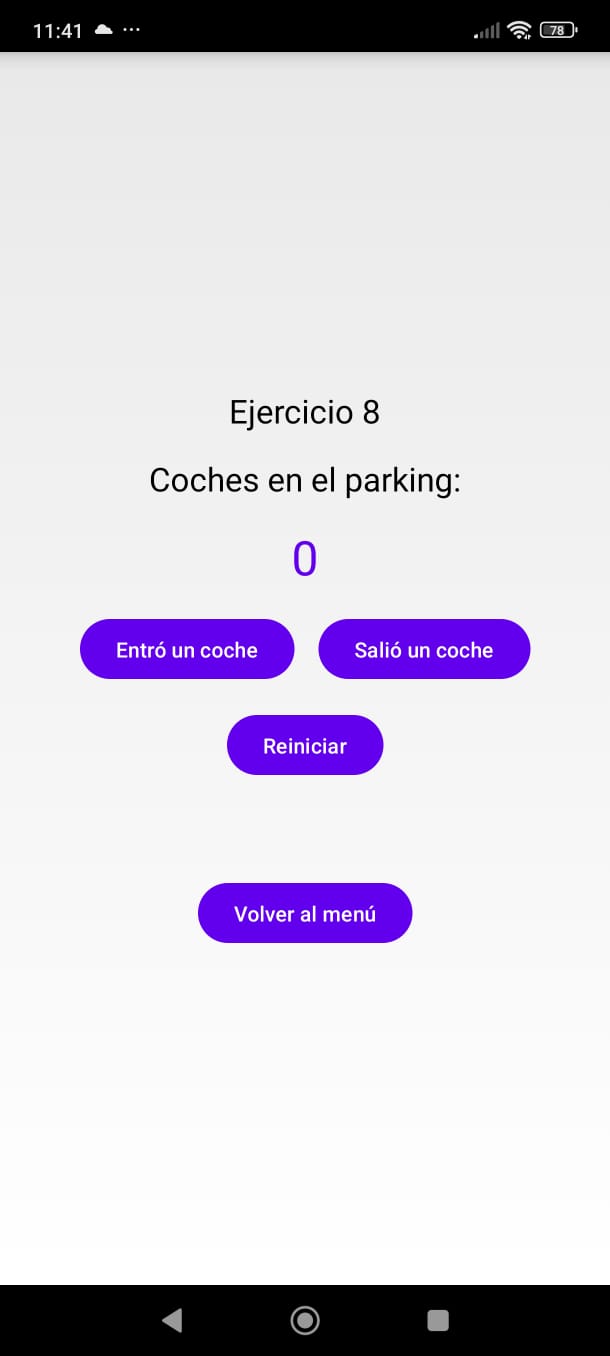 11:41 ...
78
Ejercicio 8
Coches en el parking:
0
Entró un coche Salió un coche
Reiniciar
Volver al menú